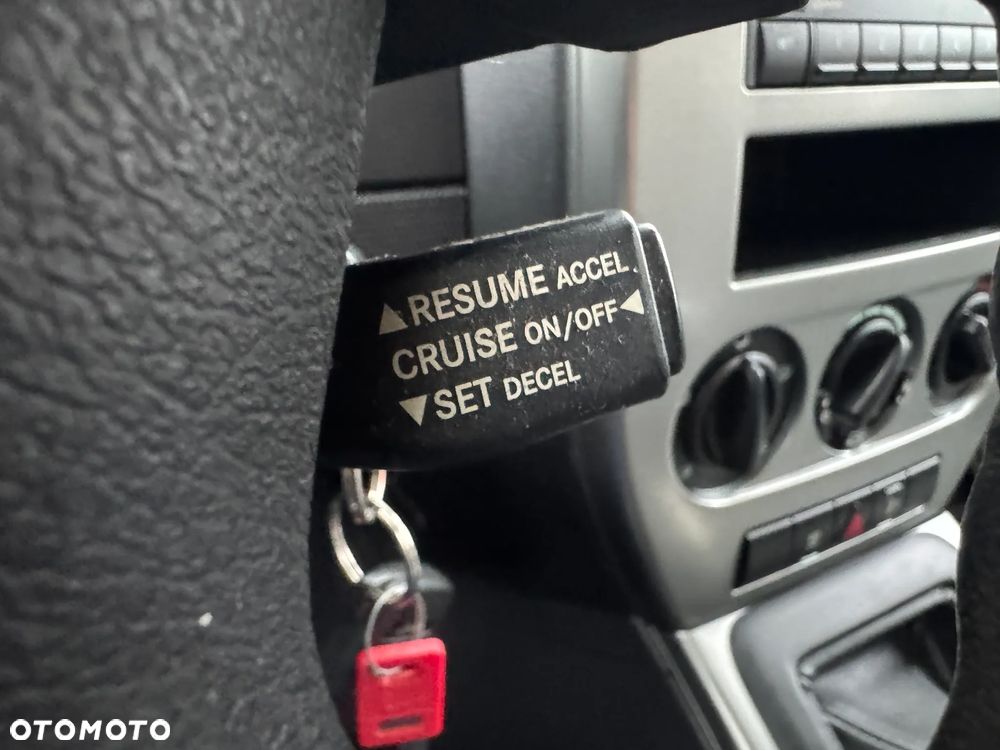 ▲RESUME ACCEL
CRUISE ON/OFF◀
▼SET DECEL
OTOMOTO